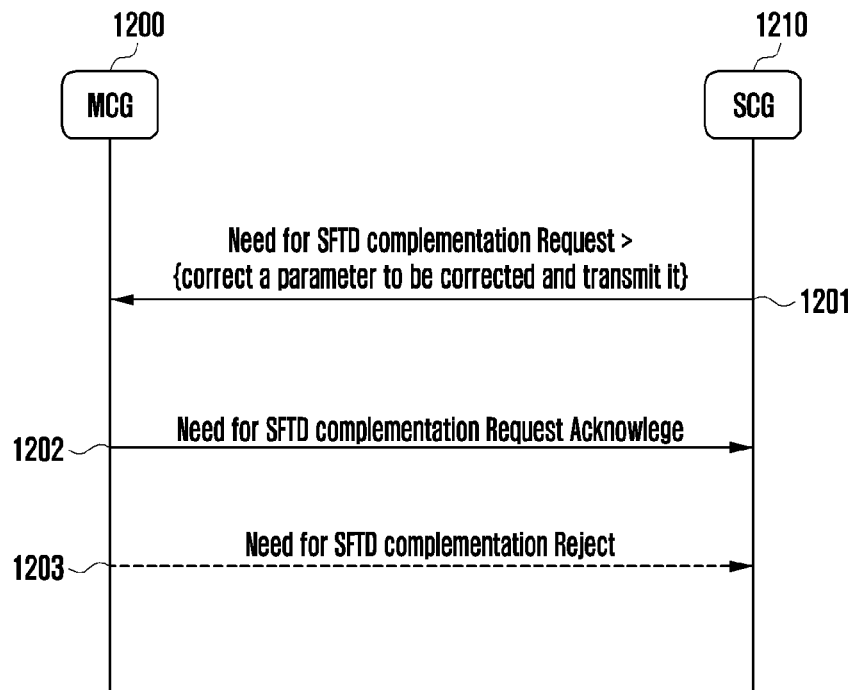 1200
1210
MCG
SCG
Need for SFTD complementation Request >
{correct a parameter to be corrected and transmit it}
1201
Need for SFTD complementation Request Acknowlege
1202
Need for SFTD complementation Reject
1203